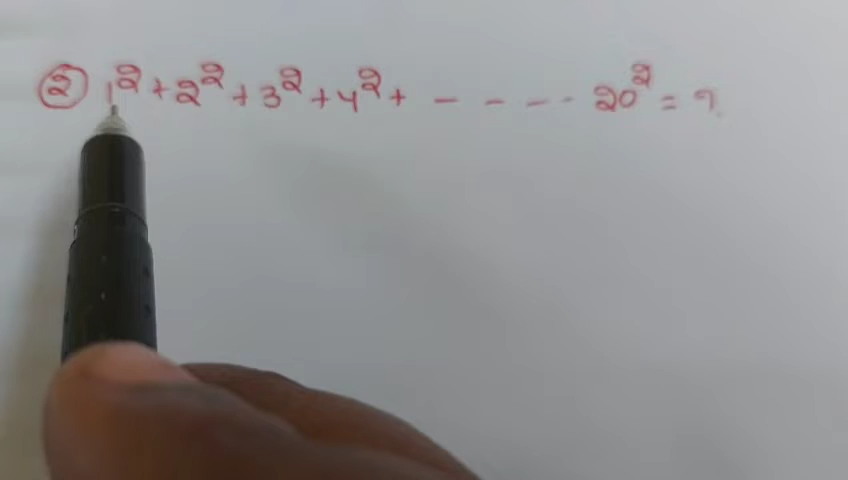 ② 1² + 2² + 3² + 4² + - - - - 20² = ?